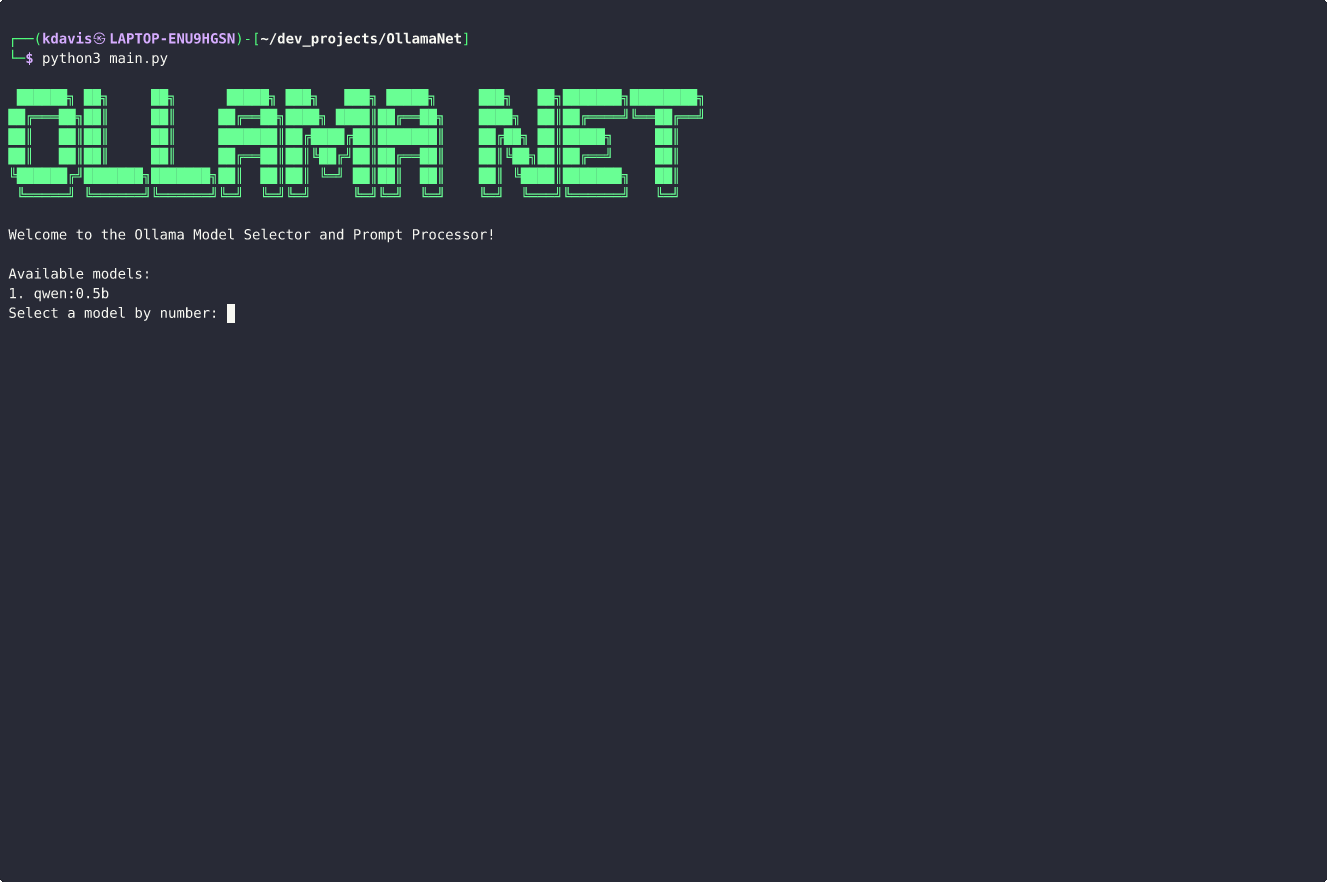 ┌──(kdavis㉿LAPTOP-ENU9HGSN)-[~/dev_projects/OllamaNet]
└─$ python3 main.py
OLLAMA NET
Welcome to the Ollama Model Selector and Prompt Processor!
Available models:
1. qwen:0.5b
Select a model by number: